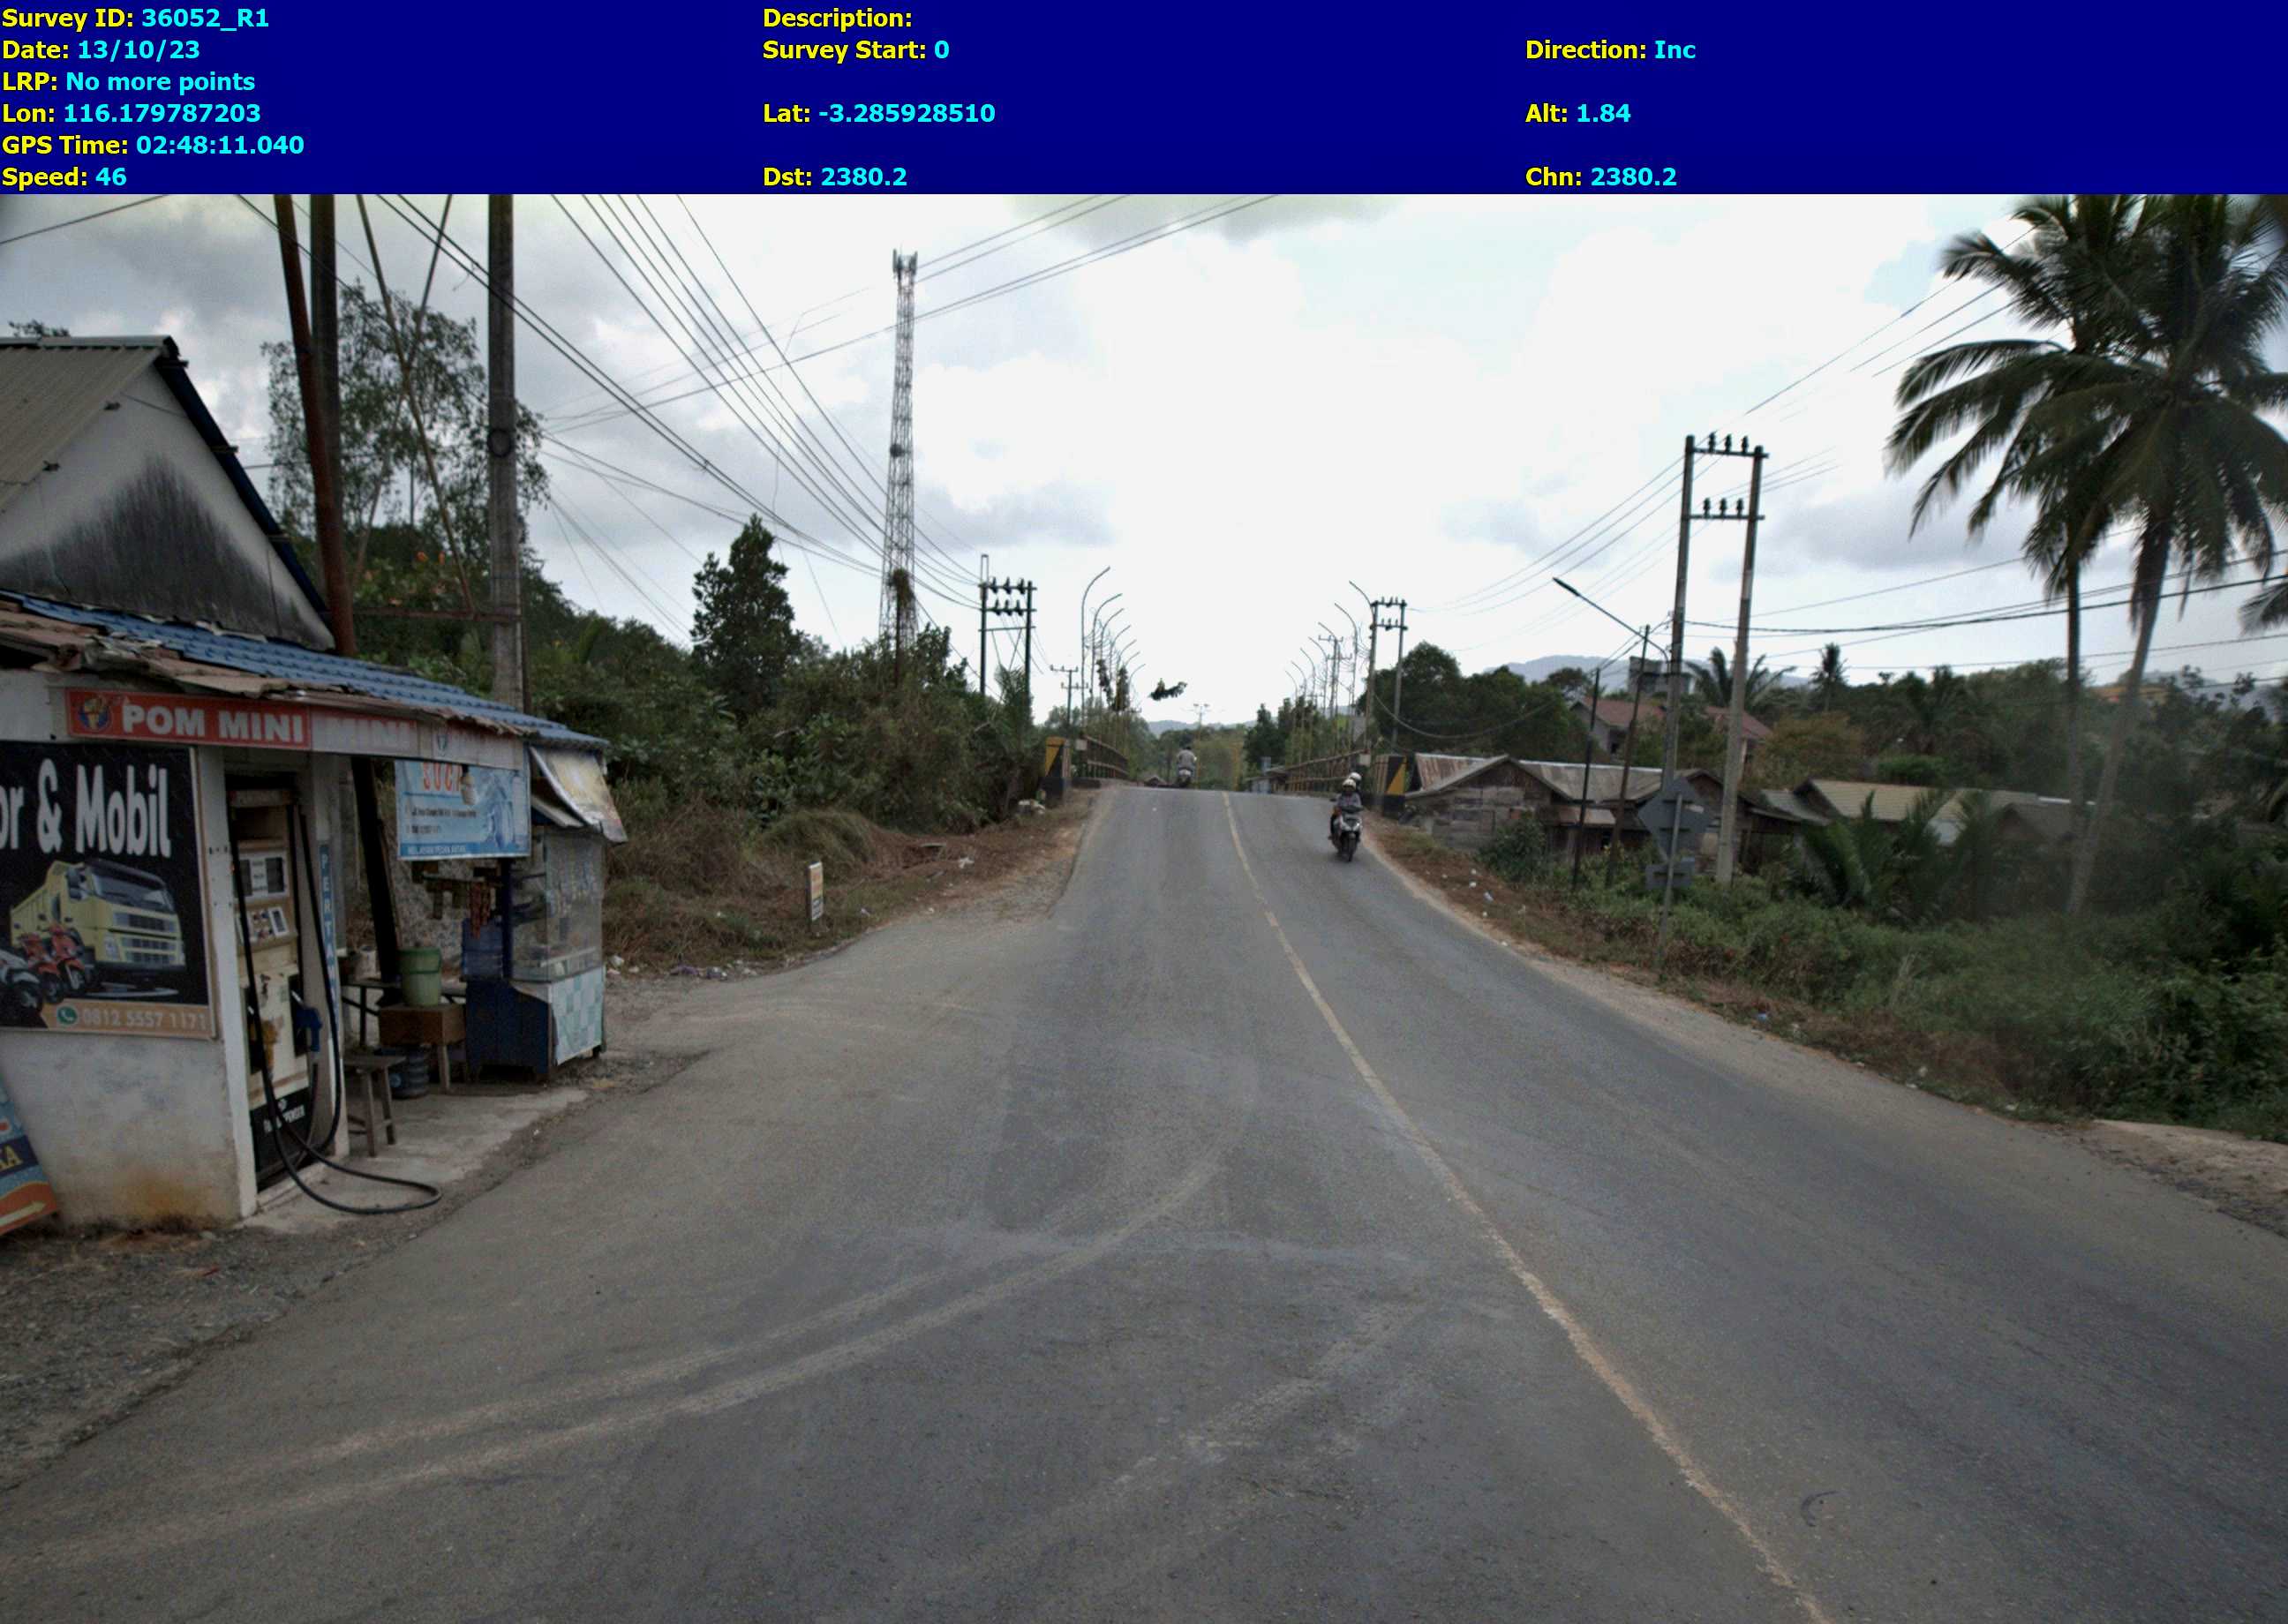 Survey ID: 36052_R1
Description:
Date: 13/10/23
Survey Start: 0
Direction: Inc
LRP: No more points
Lon: 116.179787203
Lat: -3.285928510
Alt: 1.84
GPS Time: 02:48:11.040
Speed: 46
Dst: 2380.2
Chn: 2380.2
POM MINI
MINI
or & Mobil
0812 5557 1171